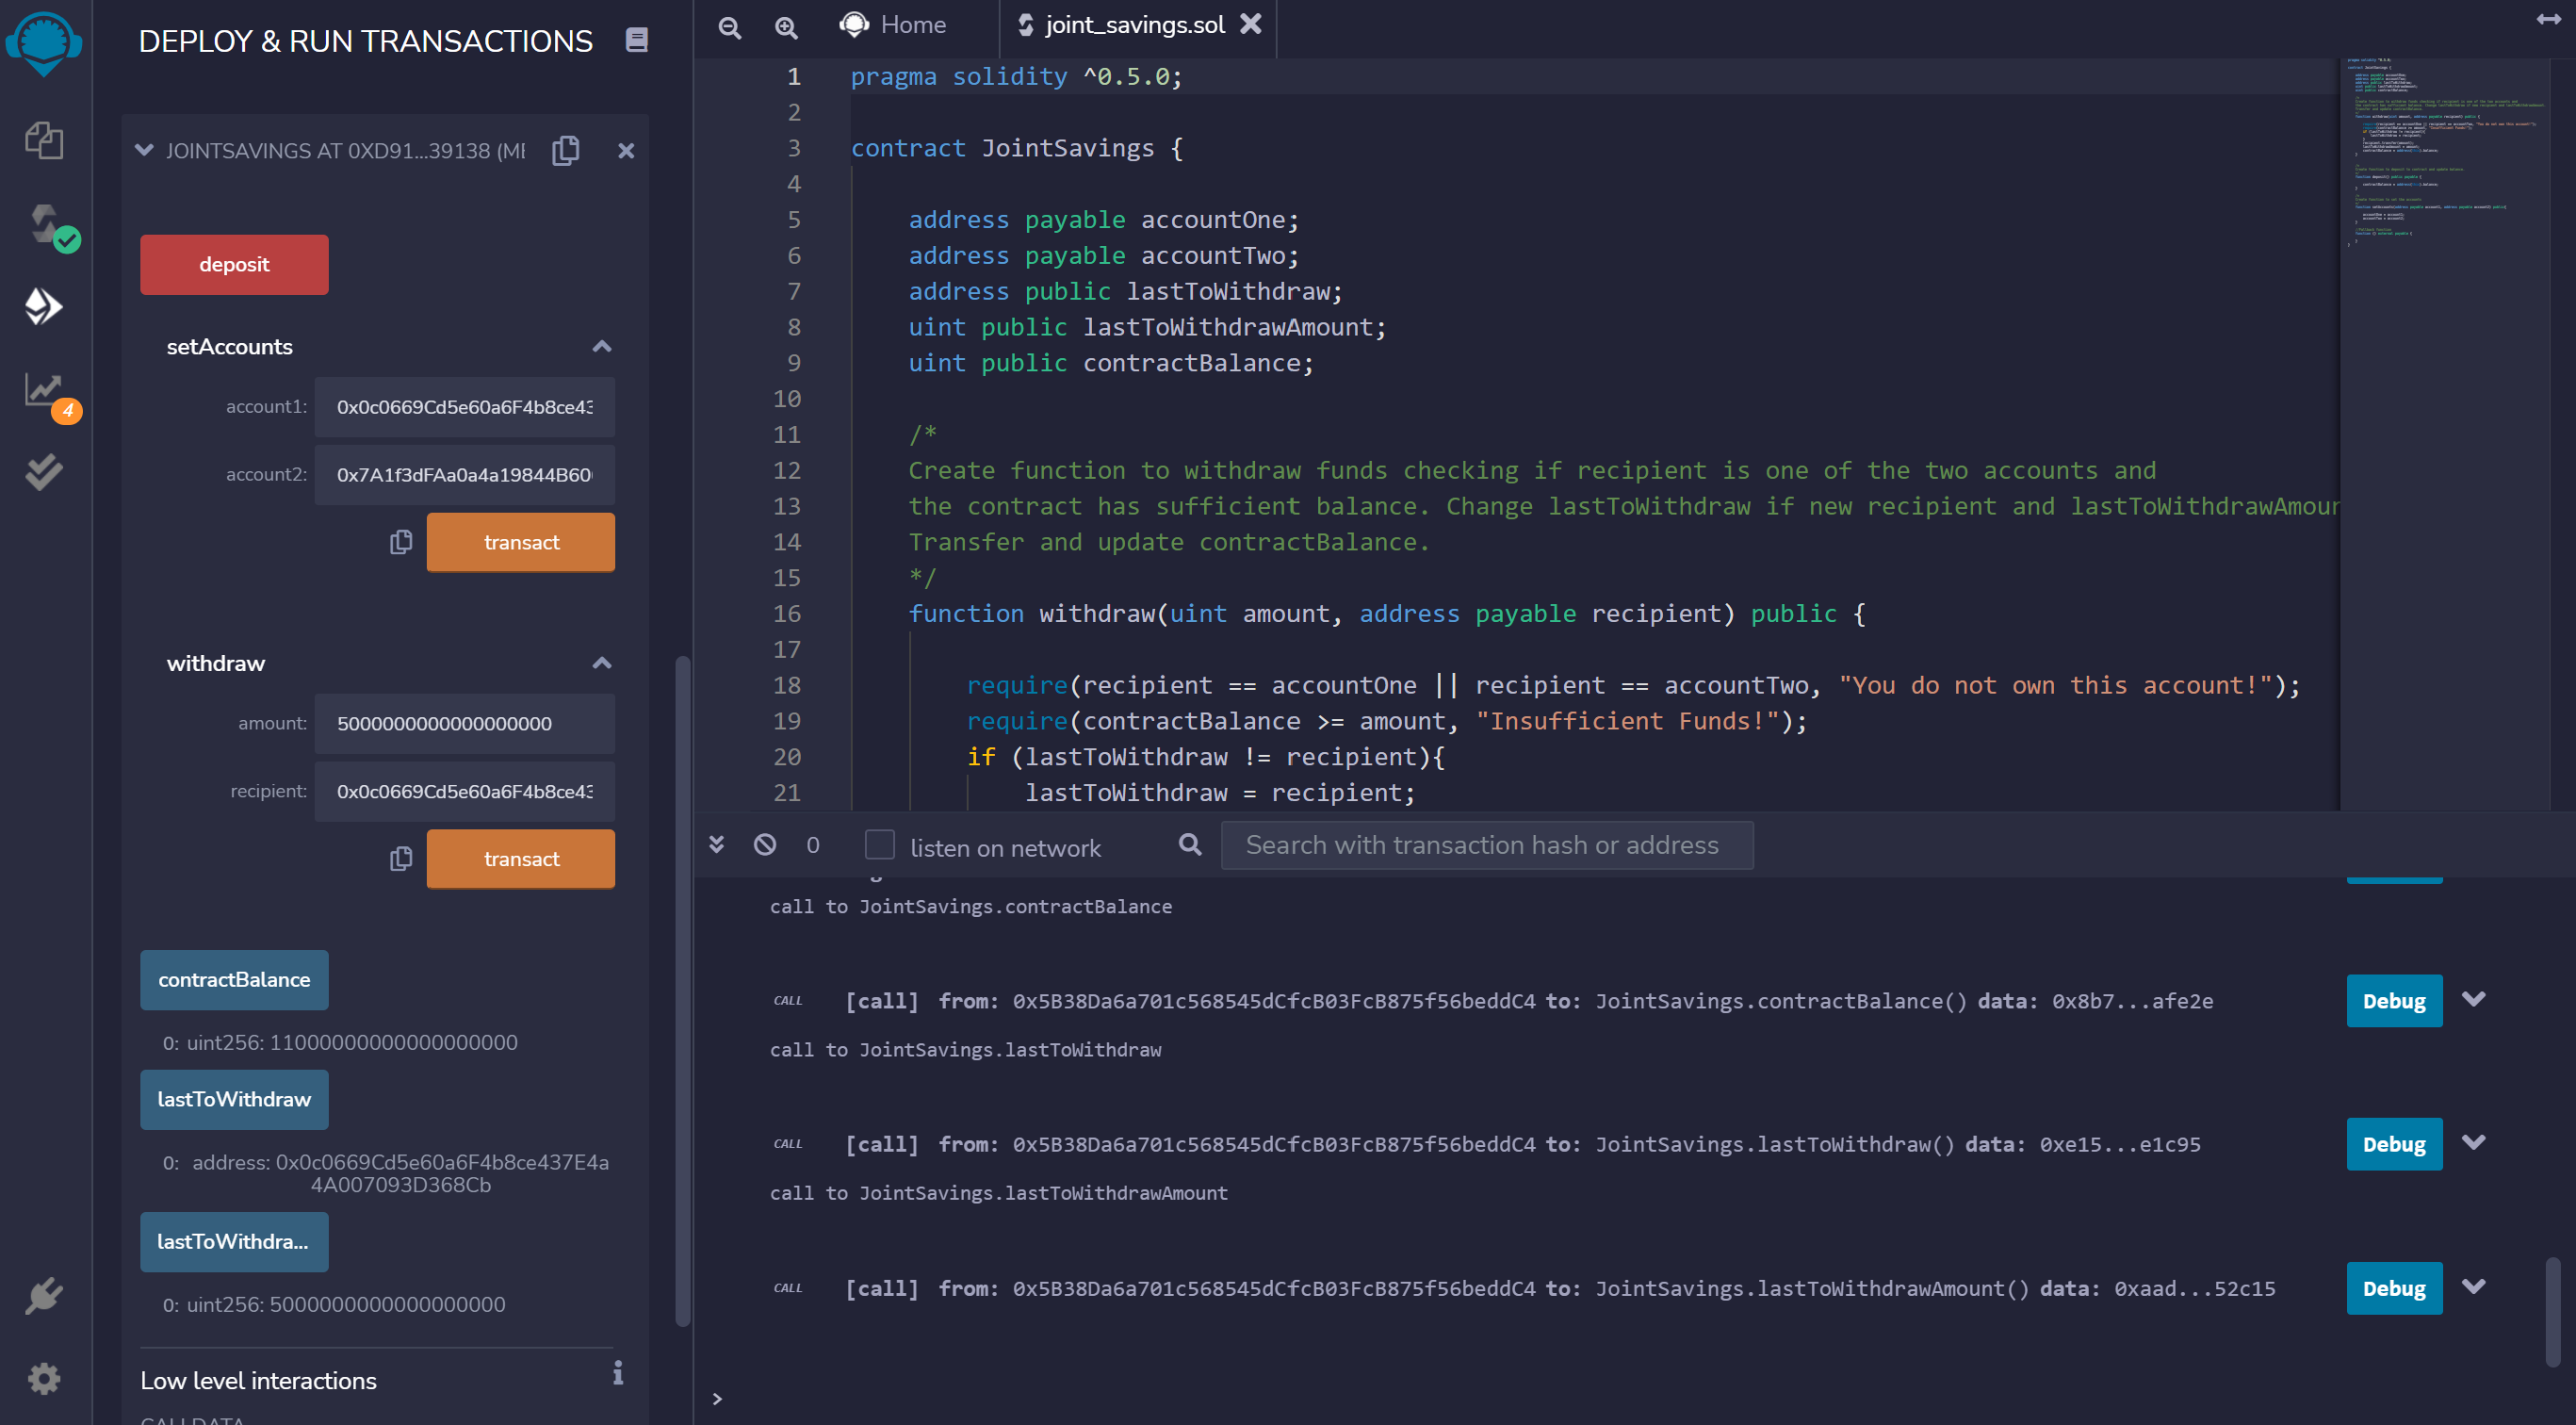 DEPLOY & RUN TRANSACTIONS
JOINTSAVINGS AT 0XD91...39138 (ME
deposit
setAccounts
account1: 0x0c0669Cd5e60a6F4b8ce43
account2: 0x7A1f3dFAa0a4a19844B60
transact
withdraw
amount: 5000000000000000000
recipient: 0x0c0669Cd5e60a6F4b8ce43
transact
contractBalance
0: uint256: 11000000000000000000
lastToWithdraw
0: address: 0x0c0669Cd5e60a6F4b8ce437E4a
4A007093D368Cb
lastToWithdra...
0: uint256: 5000000000000000000
Low level interactions
CALLDATA
4
Home
joint_savings.sol
1 pragma solidity ^0.5.0;
2
3 contract JointSavings {
4
5 address payable accountOne;
6 address payable accountTwo;
7 address public lastToWithdraw;
8 uint public lastToWithdrawAmount;
9 uint public contractBalance;
10
11 /*
12 Create function to withdraw funds checking if recipient is one of the two accounts and
13 the contract has sufficient balance. Change lastToWithdraw if new recipient and lastToWithdrawAmoun
14 Transfer and update contractBalance.
15 */
16 function withdraw(uint amount, address payable recipient) public {
17
18 require(recipient == accountOne || recipient == accountTwo, "You do not own this account!");
19 require(contractBalance >= amount, "Insufficient Funds!");
20 if (lastToWithdraw != recipient){
21 lastToWithdraw = recipient;
0
listen on network
Search with transaction hash or address
call to JointSavings.contractBalance
CALL [call] from: 0x5B38Da6a701c568545dCfcB03FcB875f56beddC4 to: JointSavings.contractBalance() data: 0x8b7...afe2e
Debug
call to JointSavings.lastToWithdraw
CALL [call] from: 0x5B38Da6a701c568545dCfcB03FcB875f56beddC4 to: JointSavings.lastToWithdraw() data: 0xe15...e1c95
Debug
call to JointSavings.lastToWithdrawAmount
CALL [call] from: 0x5B38Da6a701c568545dCfcB03FcB875f56beddC4 to: JointSavings.lastToWithdrawAmount() data: 0xaad...52c15
Debug
>